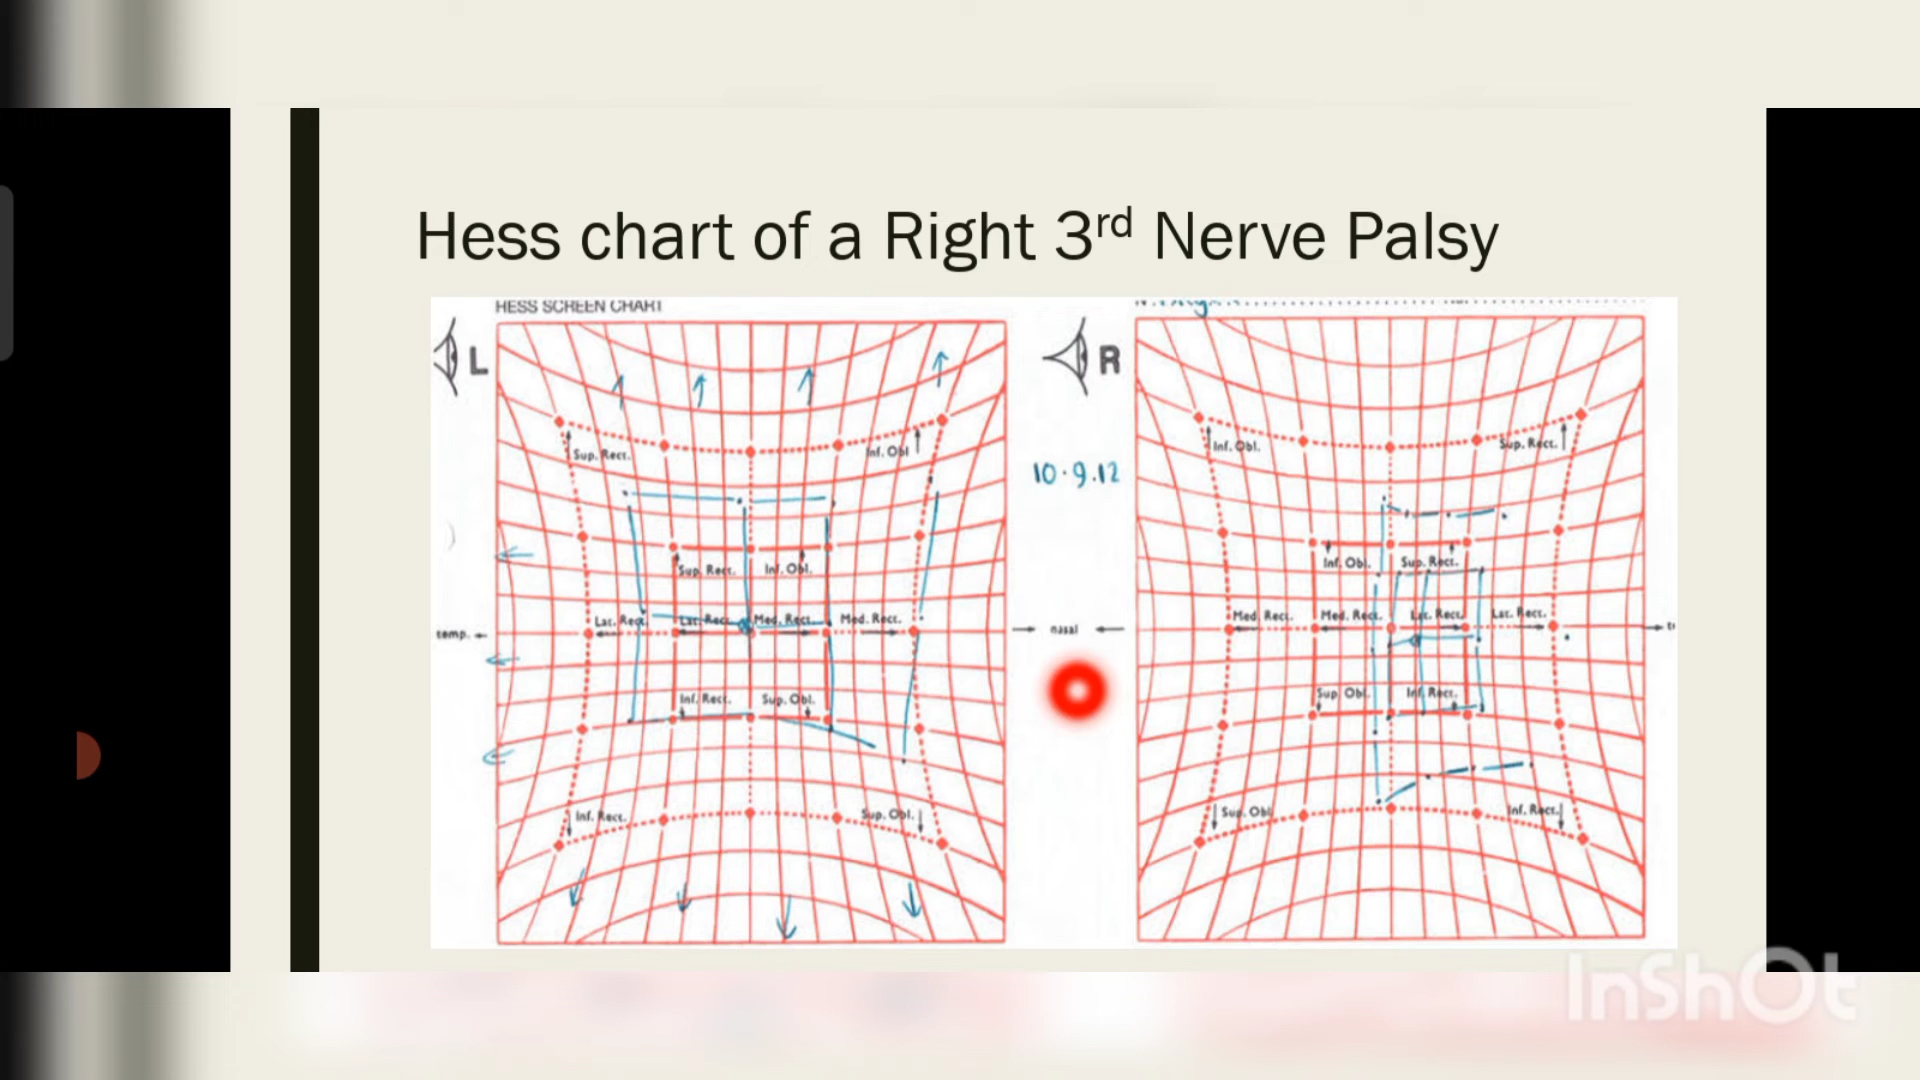 Hess chart of a Right 3rd Nerve Palsy
HESS SCREEN CHART
L
R
10.9.12
Sup. Rect.
Inf. Obl
Sup. Rect.
Inf. Obl.
Lat. Rect.
Lat. Rect.
Med. Rect.
Med. Rect.
temp.
nasal
Inf. Rect.
Sup. Obl.
Inf. Rect.
Sup. Obl.
Inf. Obl.
Sup. Rect.
Inf. Obl.
Sup. Rect.
Med. Rect.
Med. Rect.
Lat. Rect.
Lat. Rect.
Sup. Obl.
Inf. Rect.
Sup. Obl
Inf. Rect.
InShOt